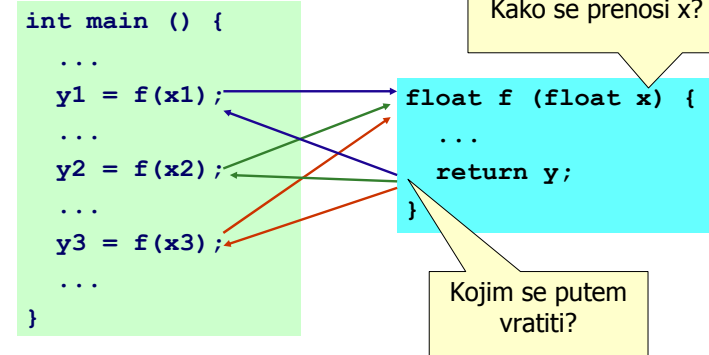 int main () {
...
y1 = f(x1);
...
y2 = f(x2);
...
y3 = f(x3);
...
}
Kako se prenosi x?
float f (float x) {
...
return y;
}
Kojim se putem
vratiti?